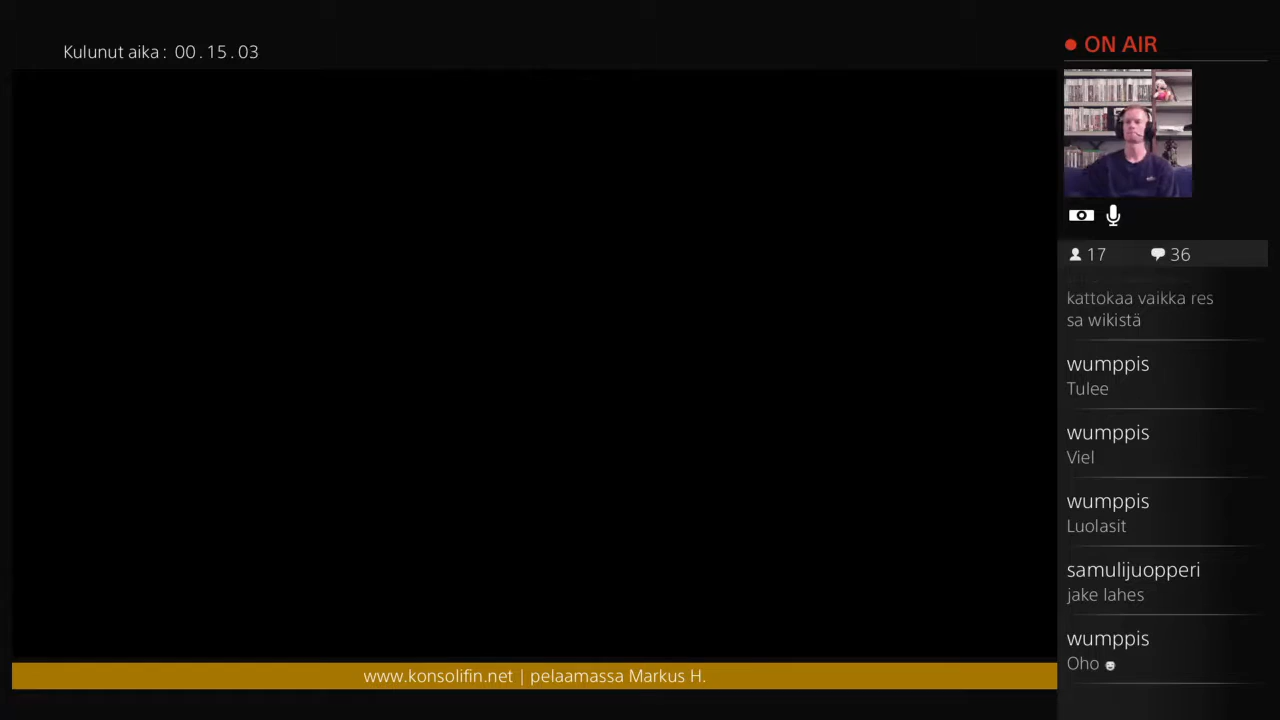 Kulunut aika : 00 . 15 . 03
ON AIR
17
36
kattokaa vaikka res
sa wikistä
wumppis
Tulee
wumppis
Viel
wumppis
Luolasit
samulijuopperi
jake lahes
wumppis
Oho
www.konsolifin.net | pelaamassa Markus H.